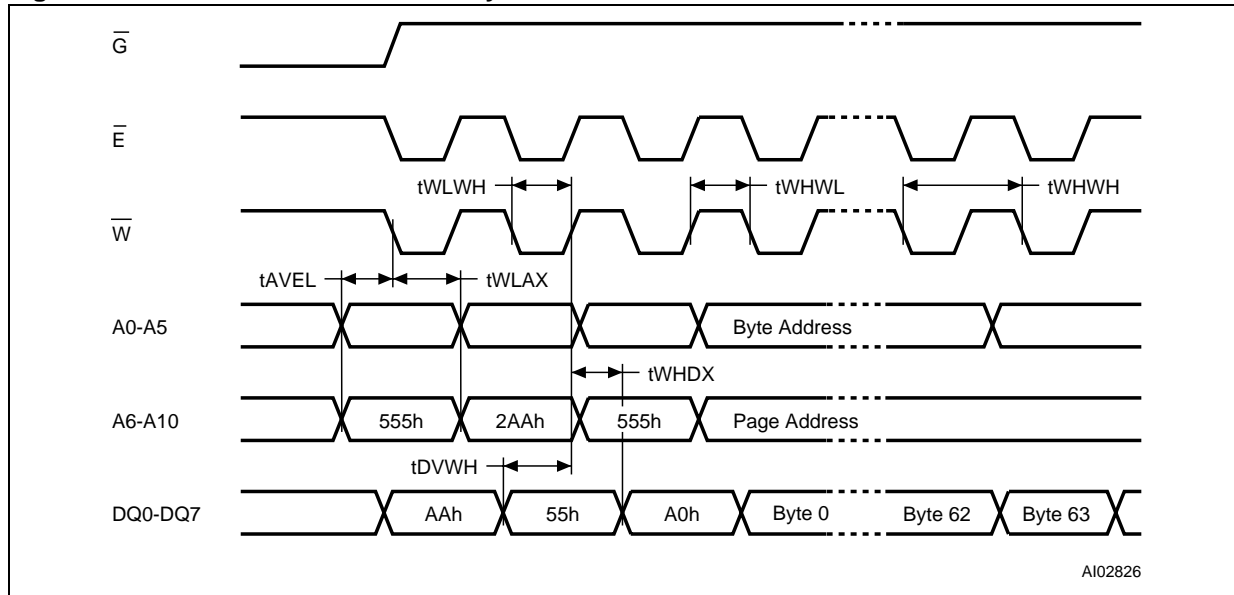 G
E
tWLWH
tWHWL
tWHWH
W
tAVEL
tWLAX
A0-A5
Byte Address
tWHDX
A6-A10
555h
2AAh
555h
Page Address
tDVWH
DQ0-DQ7
AAh
55h
A0h
Byte 0
Byte 62
Byte 63
AI02826